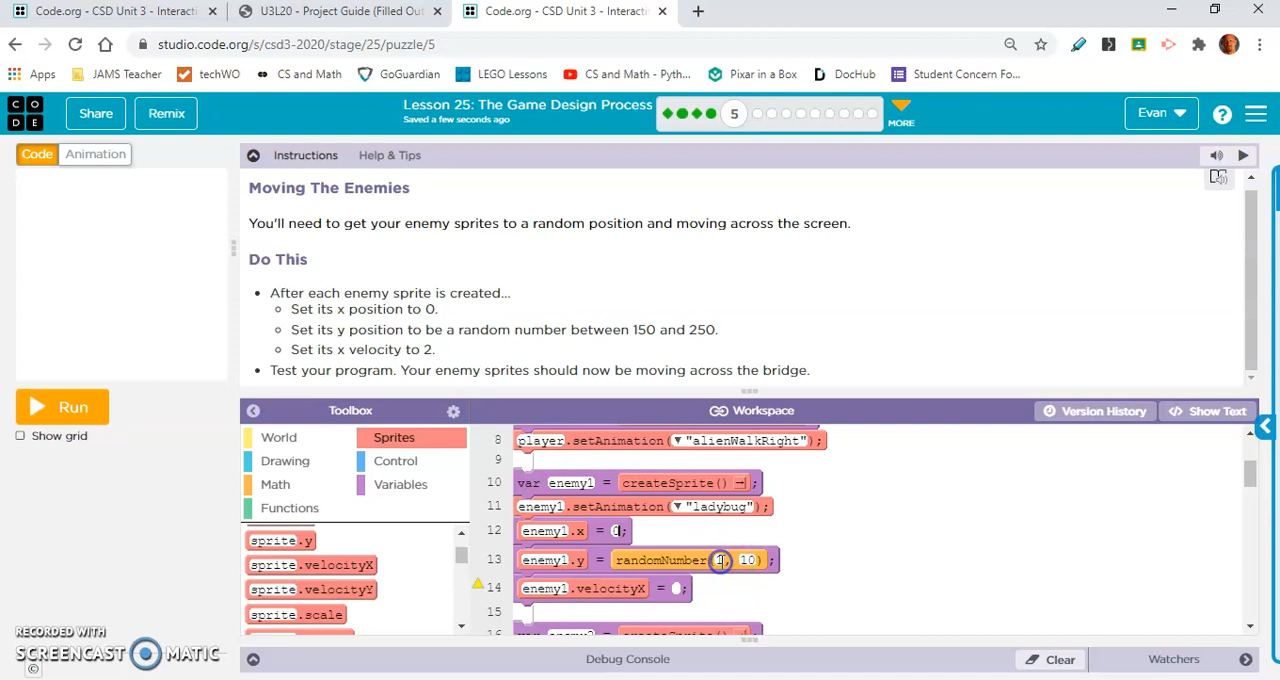 Code.org - CSD Unit 3 - Interacti
U3L20 - Project Guide (Filled Out
Code.org - CSD Unit 3 - Interacti
studio.code.org/s/csd3-2020/stage/25/puzzle/5
Apps JAMS Teacher techWO CS and Math GoGuardian LEGO Lessons CS and Math - Pyth... Pixar in a Box DocHub Student Concern Fo...
C O D E
Share Remix
Lesson 25: The Game Design Process
Saved a few seconds ago
5
MORE
Evan
?
Code Animation
Instructions Help & Tips
Moving The Enemies
You'll need to get your enemy sprites to a random position and moving across the screen.
Do This
After each enemy sprite is created...
Set its x position to 0.
Set its y position to be a random number between 150 and 250.
Set its x velocity to 2.
Test your program. Your enemy sprites should now be moving across the bridge.
Run
Show grid
Toolbox
Workspace
Version History
Show Text
World
Sprites
Drawing
Control
Math
Variables
Functions
sprite.y
sprite.velocityX
sprite.velocityY
sprite.scale
8 player.setAnimation("alienWalkRight");
9
10 var enemy1 = createSprite();
11 enemy1.setAnimation("ladybug");
12 enemy1.x = 0;
13 enemy1.y = randomNumber(1, 10);
14 enemy1.velocityX = ;
15
16 var enemy2 = createSprite(
Debug Console
Clear
Watchers
RECORDED WITH
SCREENCAST MATIC
©